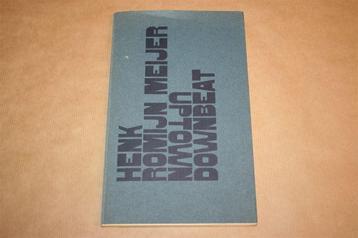 HENK
ROMIJN MEIJER
UPTOWN
DOWNBEAT